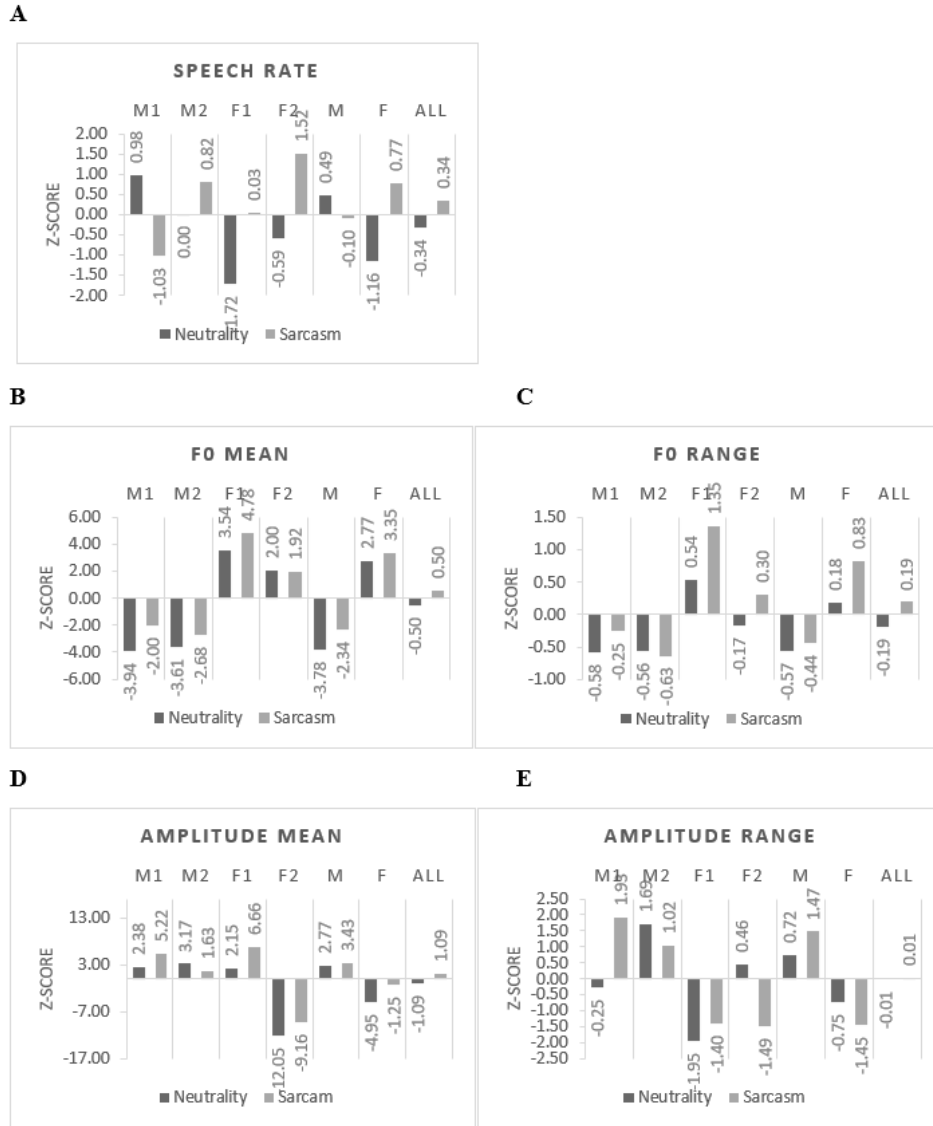 A
SPEECH RATE
M1 M2 F1 F2 M F ALL
2.00
1.50
1.00
0.50
0.00
-0.50
-1.00
-1.50
-2.00
Z-SCORE
0.98 -1.03 0.00 0.82 -1.72 0.03 -0.59 1.52 0.49 -0.10 -1.16 0.77 -0.34 0.34
Neutrality Sarcasm
B
F0 MEAN
M1 M2 F1 F2 M F ALL
6.00
4.00
2.00
0.00
-2.00
-4.00
-6.00
Z-SCORE
-3.94 -2.00 -3.61 -2.68 3.54 4.78 2.00 1.92 -3.78 -2.34 2.77 3.35 -0.50 0.50
Neutrality Sarcasm
C
F0 RANGE
M1 M2 F1 F2 M F ALL
1.50
1.00
0.50
0.00
-0.50
-1.00
Z-SCORE
-0.58 -0.25 -0.56 -0.63 0.54 1.35 -0.17 0.30 -0.57 -0.44 0.18 0.83 -0.19 0.19
Neutrality Sarcasm
D
AMPLITUDE MEAN
M1 M2 F1 F2 M F ALL
13.00
3.00
-7.00
-17.00
Z-SCORE
2.38 5.22 3.17 1.63 2.15 6.66 -12.05 -9.16 2.77 3.43 -4.95 -1.25 -1.09 1.09
Neutrality Sarcam
E
AMPLITUDE RANGE
M1 M2 F1 F2 M F ALL
2.50
2.00
1.50
1.00
0.50
0.00
-0.50
-1.00
-1.50
-2.00
-2.50
Z-SCORE
-0.25 1.93 1.69 1.02 -1.95 -1.40 0.46 -1.49 0.72 1.47 -0.75 -1.45 -0.01 0.01
Neutrality Sarcasm